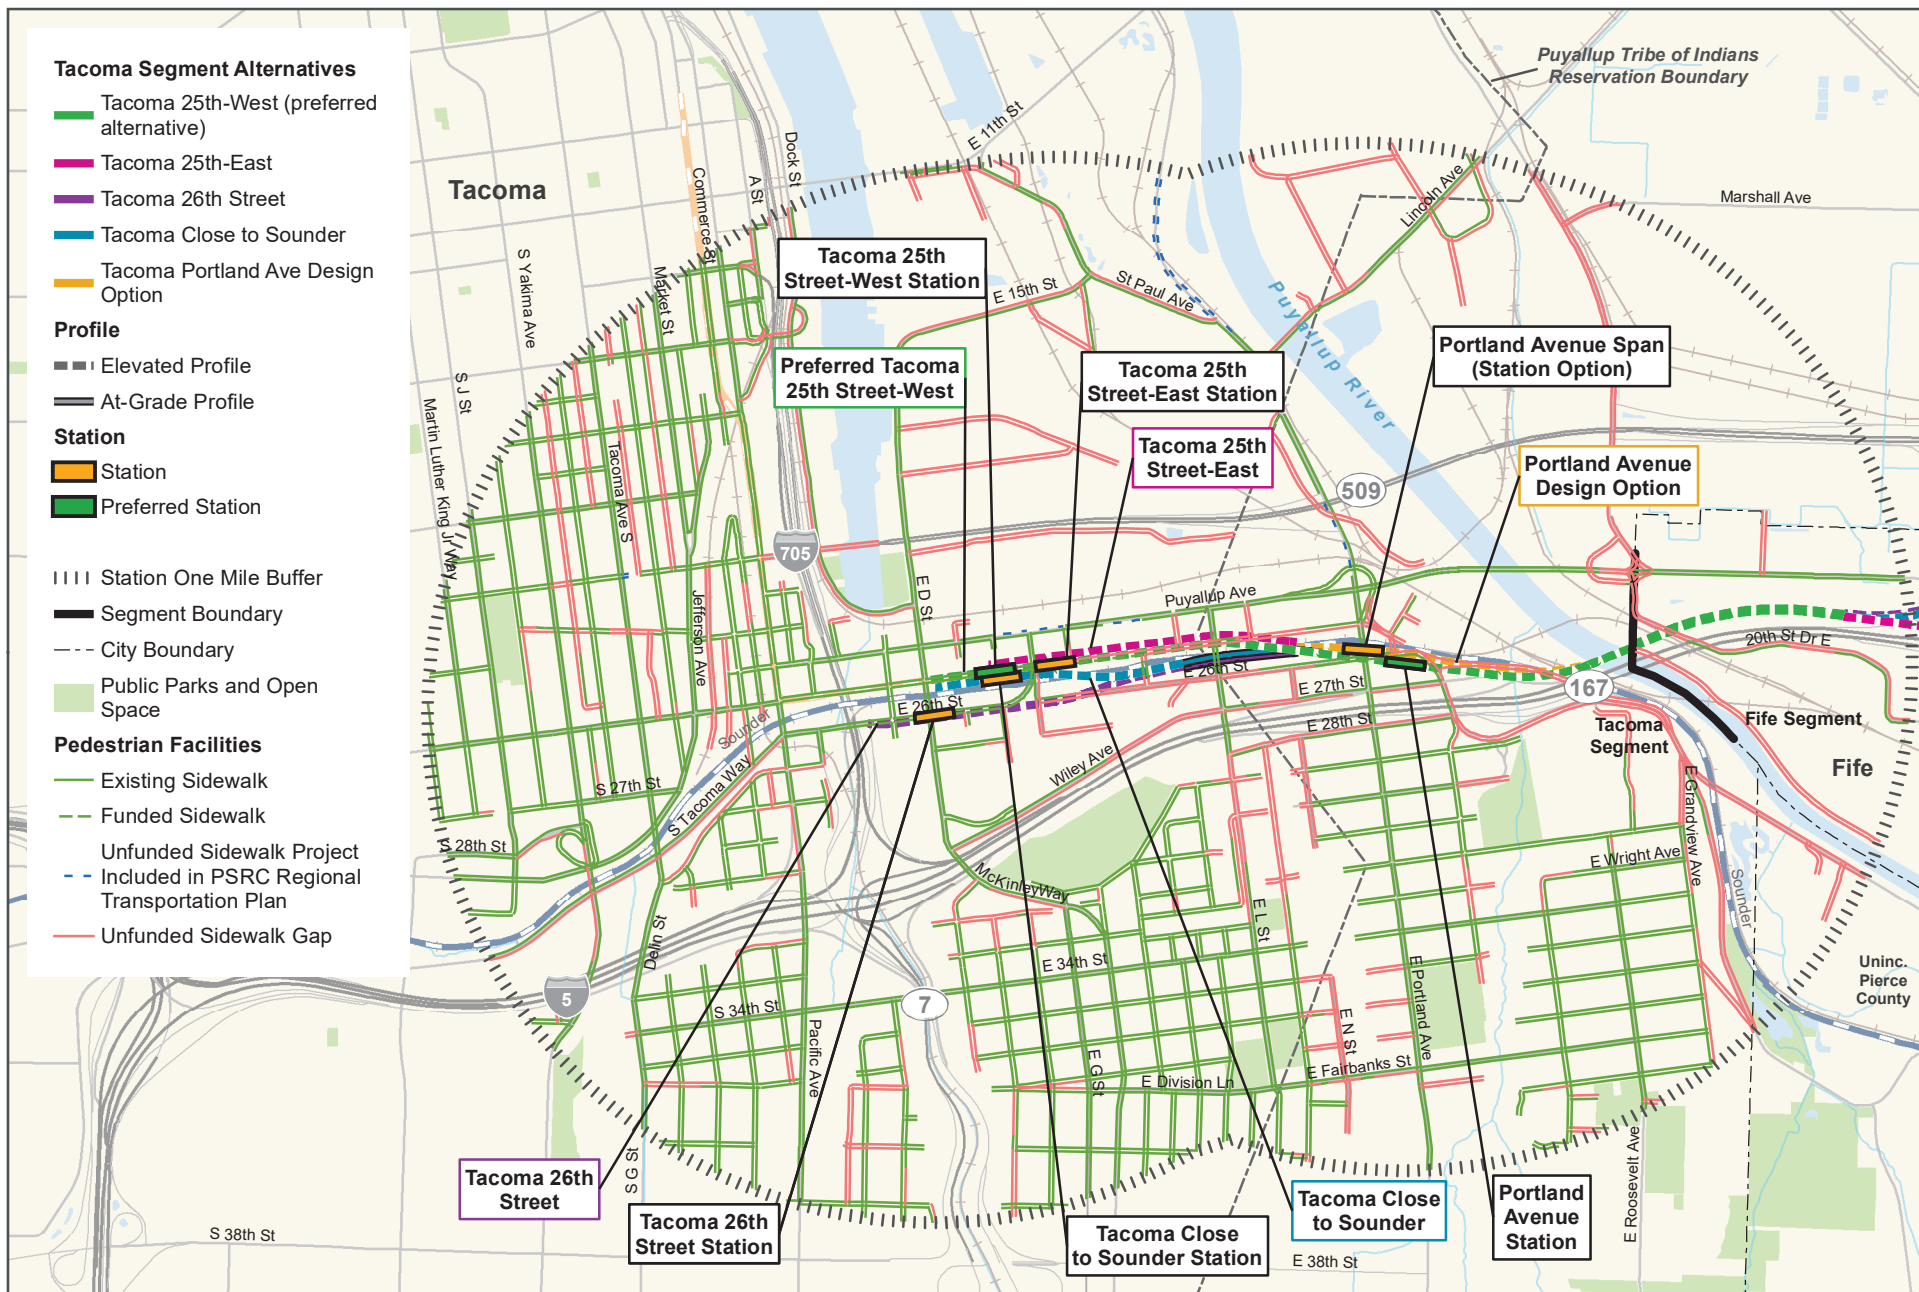 Tacoma Segment Alternatives
Tacoma 25th-West (preferred
alternative)
Tacoma 25th-East
Tacoma 26th Street
Tacoma Close to Sounder
Tacoma Portland Ave Design
Option
Profile
Elevated Profile
At-Grade Profile
Station
Station
Preferred Station
Station One Mile Buffer
Segment Boundary
City Boundary
Public Parks and Open
Space
Pedestrian Facilities
Existing Sidewalk
Funded Sidewalk
Unfunded Sidewalk Project
Included in PSRC Regional
Transportation Plan
Unfunded Sidewalk Gap
Puyallup Tribe of Indians
Reservation Boundary
Tacoma
E 11th St
Dock St
A St
Commerce St
Market St
S Yakima Ave
S J St
Martin Luther King Jr Way
Tacoma Ave S
Jefferson Ave
Lincoln Ave
Marshall Ave
St Paul Ave
E 15th St
Puyallup River
Tacoma 25th
Street-West Station
Preferred Tacoma
25th Street-West
Tacoma 25th
Street-East Station
Tacoma 25th
Street-East
Portland Avenue Span
(Station Option)
Portland Avenue
Design Option
509
705
E D St
Puyallup Ave
20th St Dr E
E 26th St
E 26th St
E 27th St
E 28th St
167
Tacoma
Segment
Fife Segment
Fife
Sounder
S Tacoma Way
S 27th St
S 28th St
Wiley Ave
McKinleyWay
E Grandview Ave
E Wright Ave
Sounder
Delin St
E L St
E 34th St
E Portland Ave
Uninc.
Pierce
County
5
7
S 34th St
Pacific Ave
E N St
E G St
E Division Ln
E Fairbanks St
E Roosevelt Ave
S G St
Tacoma 26th
Street
Tacoma 26th
Street Station
Tacoma Close
to Sounder Station
Tacoma Close
to Sounder
Portland
Avenue
Station
S 38th St
E 38th St